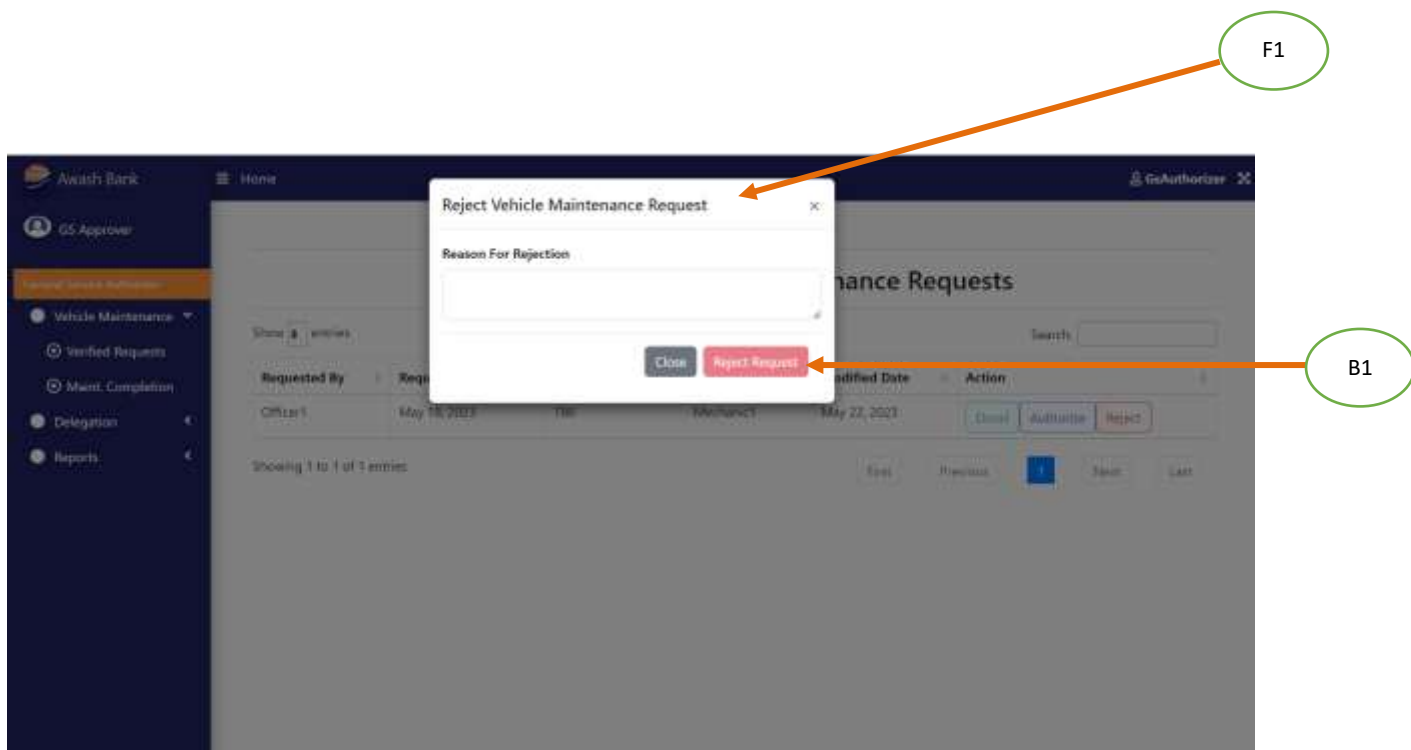 F1
Awash Bank
Home
GsAuthorizer
Reject Vehicle Maintenance Request ×
GS Approver
Reason For Rejection
nance Requests
Vehicle Maintenance
Show entries
Search:
Verified Requests
Close Reject Request
B1
Requested By
Requ
odified Date
Action
Maint. Completion
Officer1
May 18, 2023
Mechanic1
May 22, 2023
Detail Authorize Reject
Delegation
Reports
Showing 1 to 1 of 1 entries
First Previous 1 Next Last